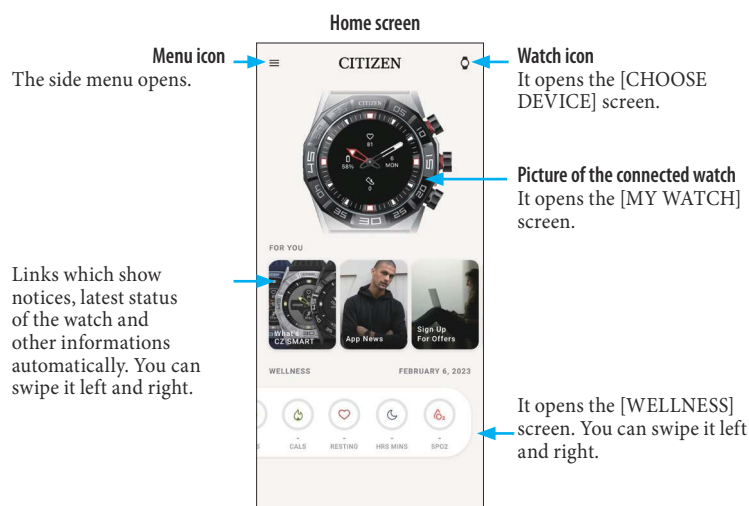 Home screen
Menu icon
The side menu opens.
CITIZEN
Watch icon
It opens the [CHOOSE
DEVICE] screen.
CITIZEN
81
58%
6
MON
0
Picture of the connected watch
It opens the [MY WATCH]
screen.
FOR YOU
Links which show
notices, latest status
of the watch and
other informations
automatically. You can
swipe it left and right.
What's
CZ SMART
App News
Sign Up
For Offers
WELLNESS
FEBRUARY 6, 2023
It opens the [WELLNESS]
screen. You can swipe it left
and right.
- - - -
CALS RESTING HRS MINS SPO2